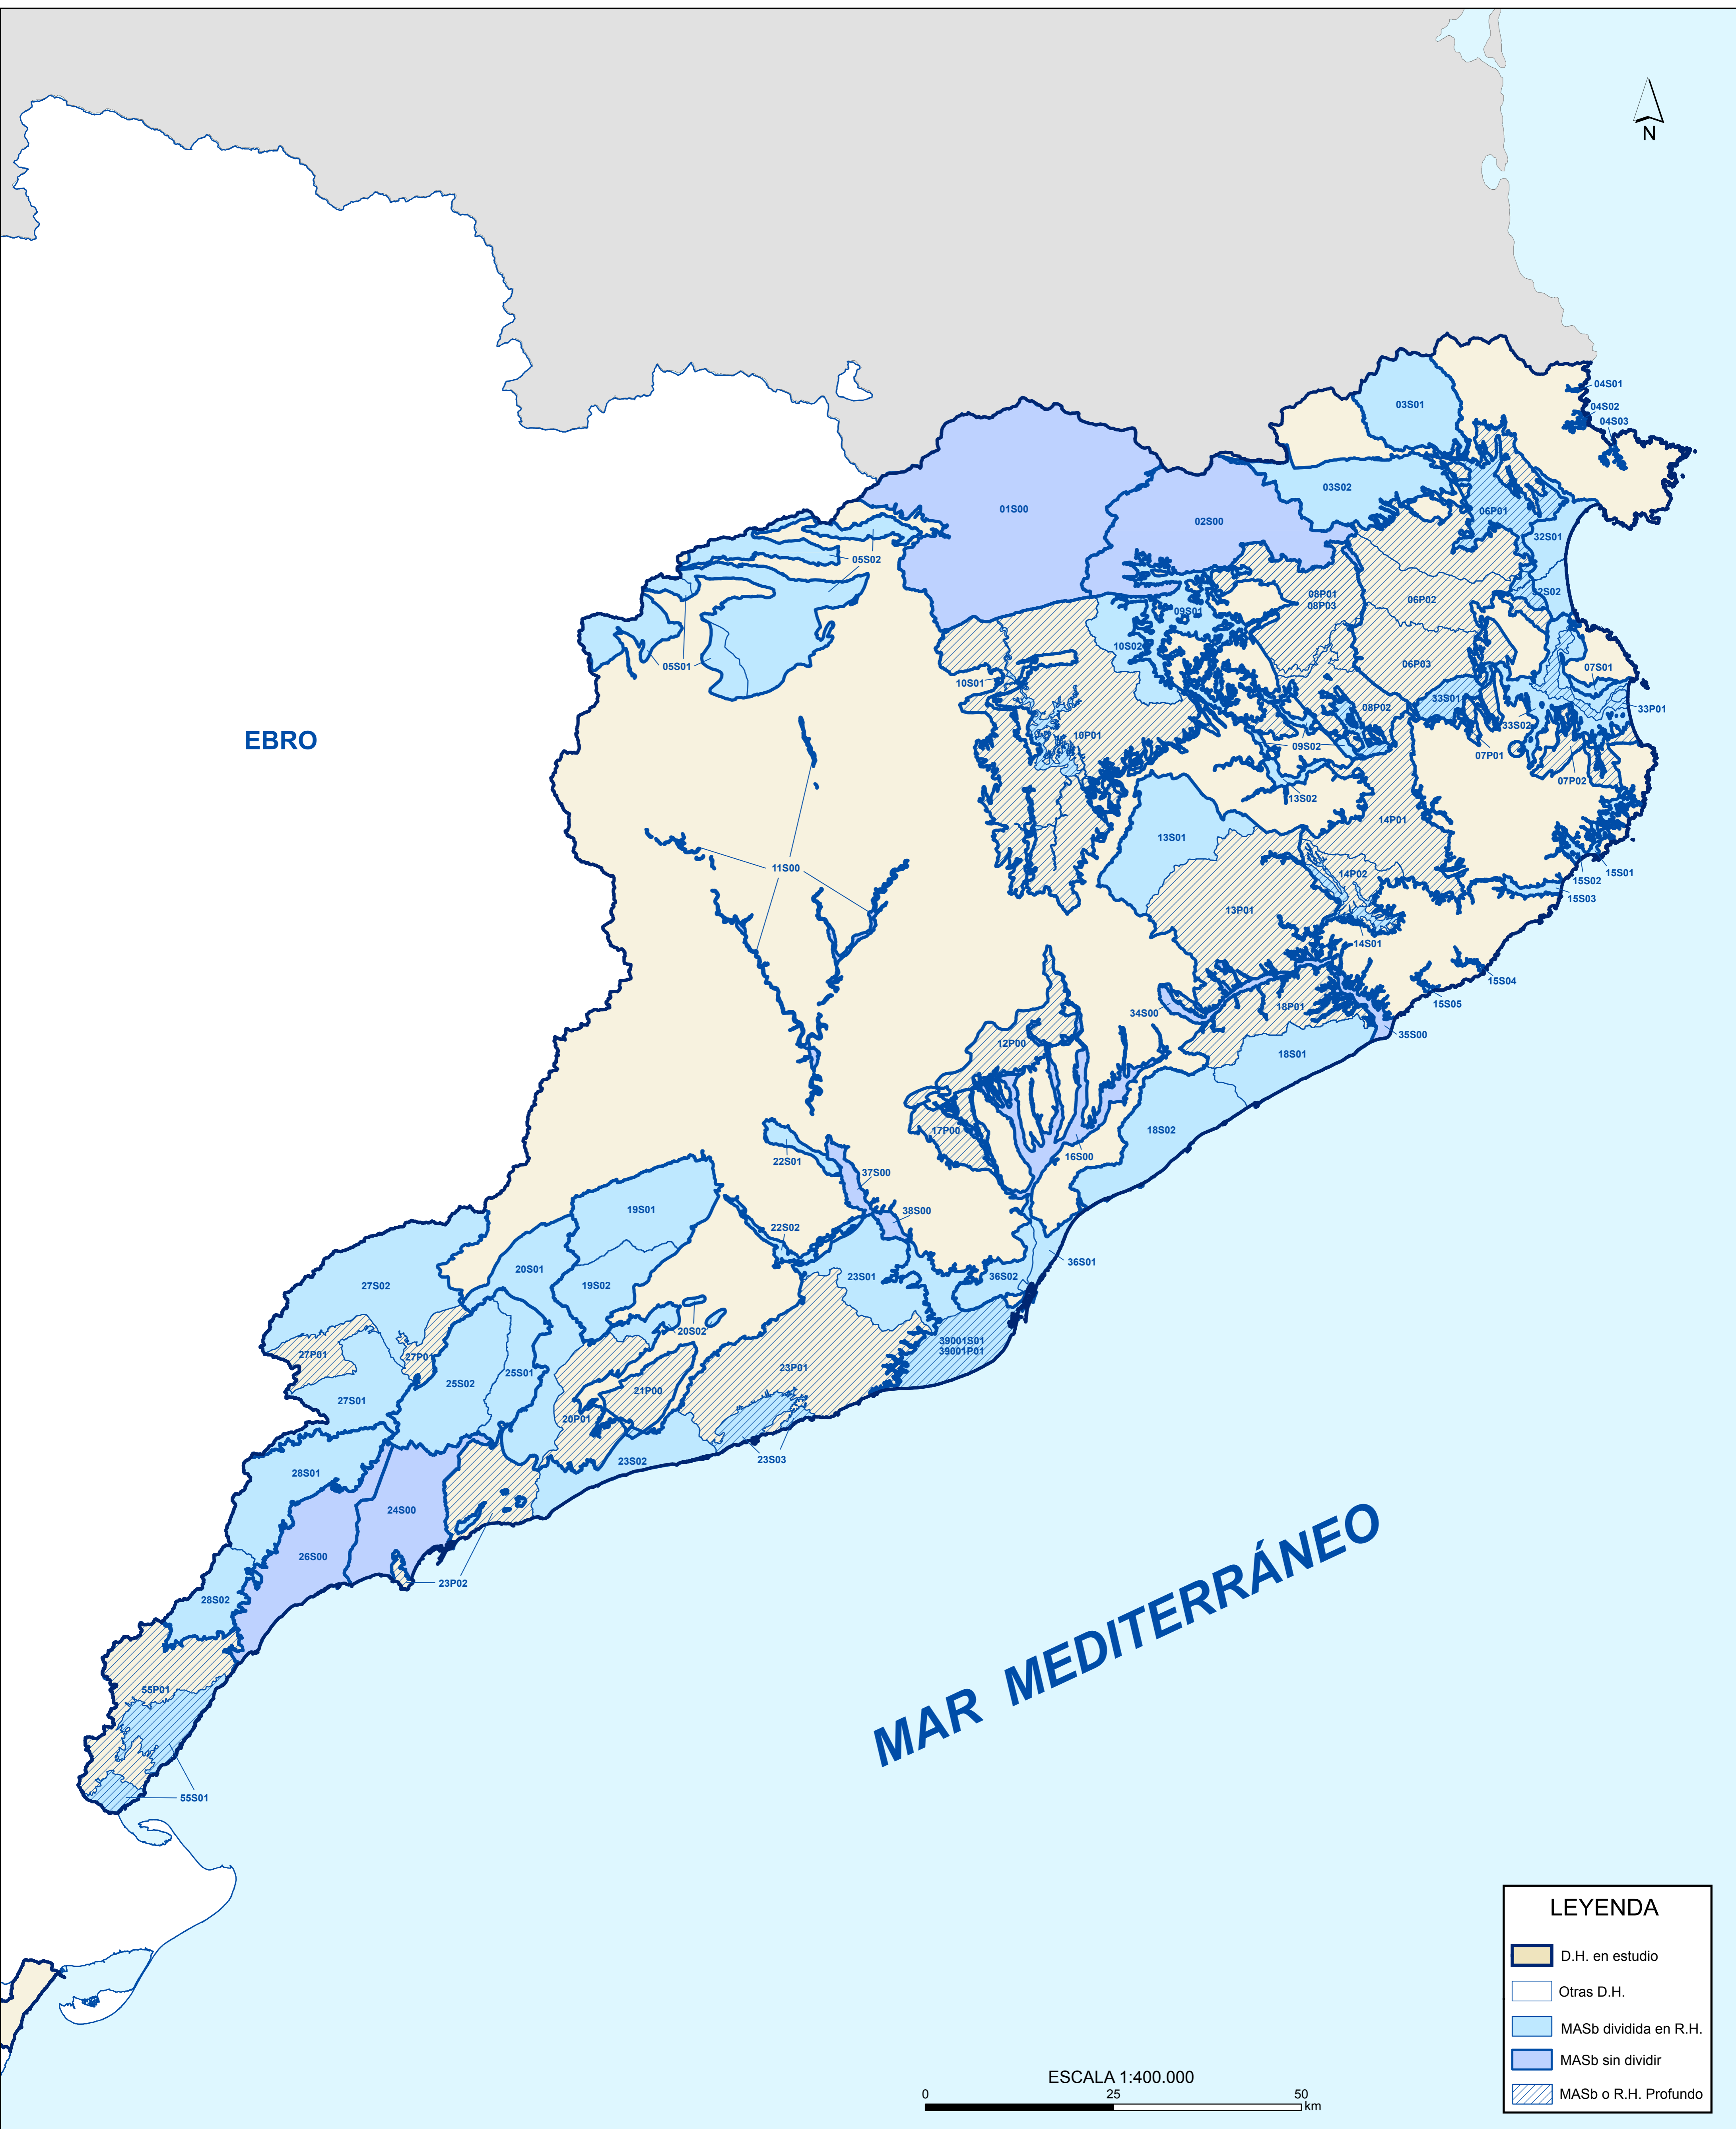 N
04S01
04S02
04S03
03S01
03S02
01S00
02S00
06P01
32S01
05S02
32S02
08P01
08P03
06P02
09S01
10S02
06P03
05S01
07S01
10S01
33S01
33P01
08P02
33S02
10P01
EBRO
09S02
07P01
07P02
13S02
14P01
13S01
11S00
15S01
14P02
15S02
15S03
13P01
14S01
15S04
15S05
18P01
34S00
35S00
12P00
18S01
17P00
18S02
16S00
22S01
37S00
19S01
38S00
22S02
36S01
20S01
23S01
36S02
27S02
19S02
20S02
39001S01
39001P01
27P01
27P01
23P01
25S01
25S02
21P00
27S01
20P01
23S03
23S02
28S01
24S00
26S00
23P02
28S02
MAR MEDITERRÁNEO
55P01
55S01
LEYENDA
D.H. en estudio
Otras D.H.
MASb dividida en R.H.
MASb sin dividir
MASb o R.H. Profundo
ESCALA 1:400.000
0 25 50
km